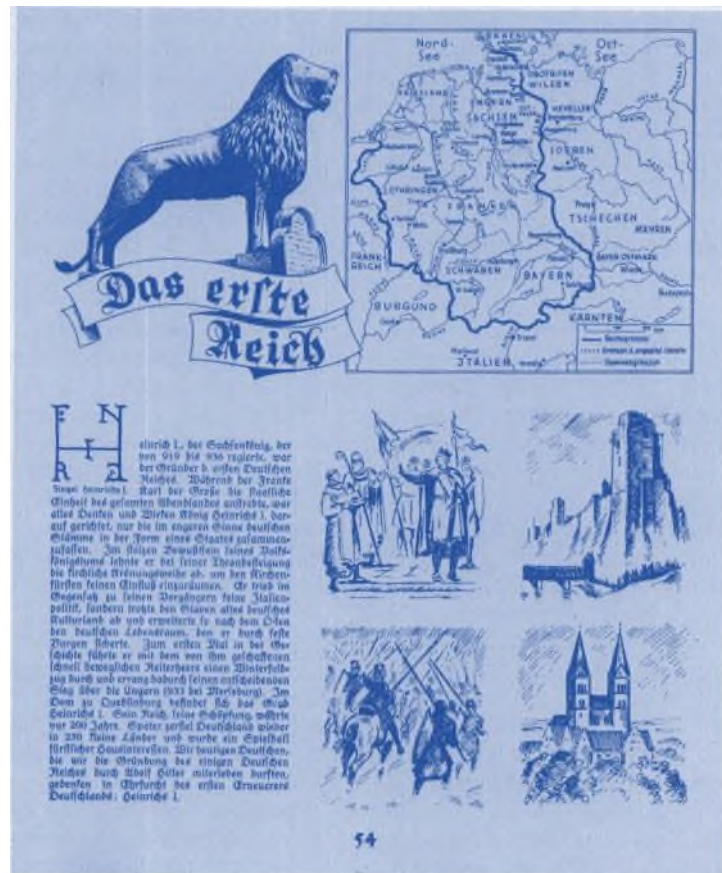 Das erste
Reich
Nord-
See
Ost-
See
WILZEN
HEVELLER
FRIESLAND
ENGERN
SACHSEN
SORBEN
LOTHRINGEN
FRANKEN
TSCHECHEN
MÄHREN
FRANK-
REICH
SCHWABEN
BAYERN
BAYER. OSTMARK
BURGUND
KÄRNTEN
ITALIEN
Reichsgrenze
E N
H I
R
Siegel Heinrichs I.
einrich I., der Sachsenkönig, der
von 919 bis 936 regierte, war
der Gründer d. ersten Deutschen
Reiches. Während der Franke
Karl der Große die staatliche
Einheit des gesamten Abendlandes anstrebte, war
alles Denken und Wirken König Heinrichs I. dar-
auf gerichtet, nur die im engeren Sinne deutschen
Stämme in der Form eines Staates zusammen-
zufassen. Im stolzen Bewußtsein seines Volks-
königtums lehnte er bei seiner Thronbesteigung
die kirchliche Krönungsweihe ab, um den Kirchen-
fürsten keinen Einfluß einzuräumen. Er trieb im
Gegensatz zu seinen Vorgängern keine Italien-
politik, sondern trotzte den Slaven altes deutsches
Kulturland ab und erweiterte so nach dem Osten
den deutschen Lebensraum, den er durch feste
Burgen sicherte. Zum ersten Mal in der Ge-
schichte führte er mit dem von ihm geschaffenen
schnell beweglichen Reiterheere einen Winterfeld-
zug durch und errang dadurch seinen entscheidenden
Sieg über die Ungarn (933 bei Merseburg). Im
Dom zu Quedlinburg befindet sich das Grab
Heinrichs I. Sein Reich, seine Schöpfung, währte
nur 200 Jahre. Später zerfiel Deutschland wieder
in 250 kleine Länder und wurde ein Spielball
fürstlicher Hausinteressen. Wir heutigen Deutschen,
die wir die Gründung des einigen Deutschen
Reiches durch Adolf Hitler miterleben durften,
gedenken in Ehrfurcht des ersten Erneuerers
Deutschlands: Heinrichs I.
54